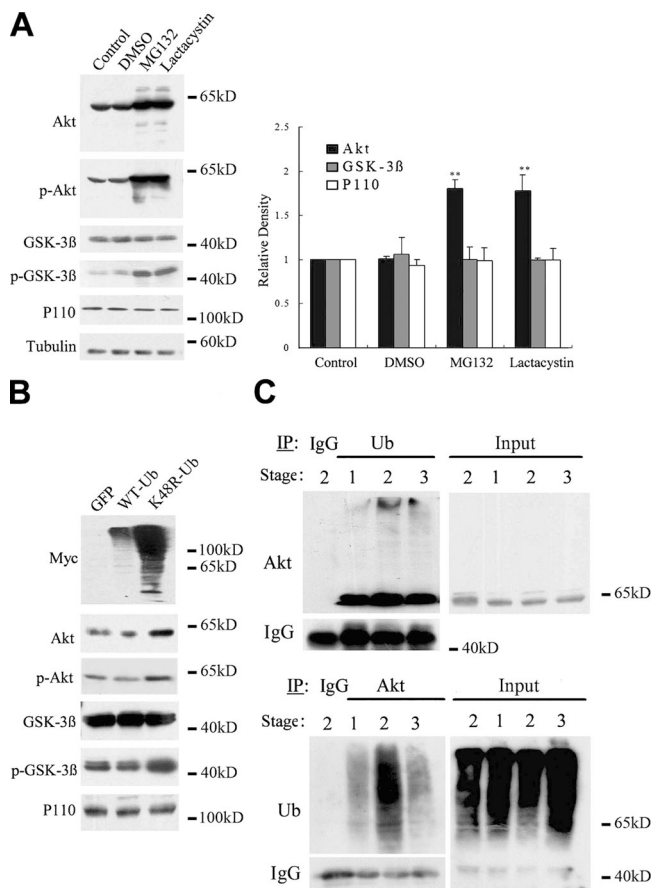 A
Control
DMSO
MG132
Lactacystin
Akt
65kD
p-Akt
65kD
GSK-3ß
40kD
p-GSK-3ß
40kD
P110
100kD
Tubulin
60kD
Relative Density
2.5
2
1.5
1
0.5
0
Akt
GSK-3ß
P110
**
**
Control DMSO MG132 Lactacystin
B
GFP
WT-Ub
K48R-Ub
Myc
100kD
65kD
Akt
65kD
p-Akt
65kD
GSK-3ß
40kD
p-GSK-3ß
40kD
P110
100kD
C
IP: IgG Ub Input
Stage: 2 1 2 3 2 1 2 3
Akt
65kD
IgG
40kD
IP: IgG Akt Input
Stage: 2 1 2 3 2 1 2 3
Ub
65kD
IgG
40kD